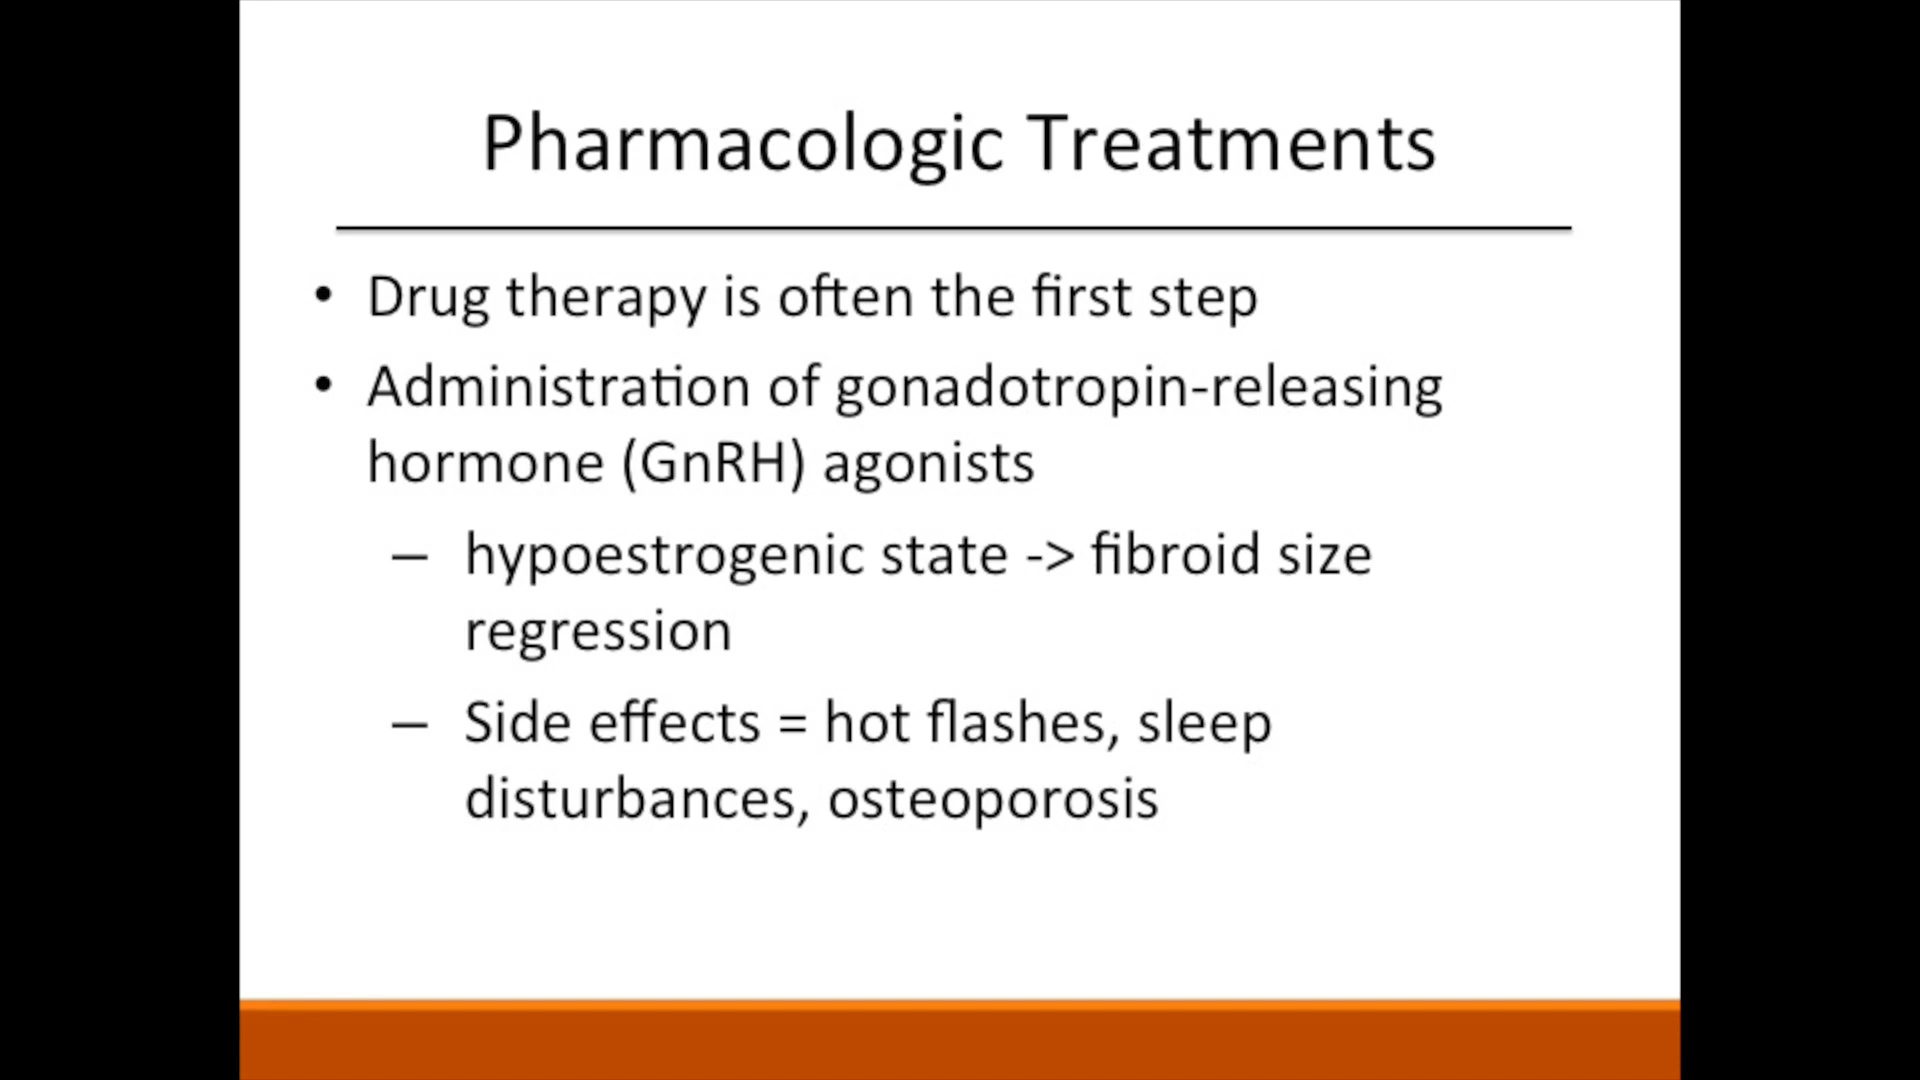 Pharmacologic Treatments
• Drug therapy is often the first step
• Administration of gonadotropin-releasing
hormone (GnRH) agonists
– hypoestrogenic state -> fibroid size
regression
– Side effects = hot flashes, sleep
disturbances, osteoporosis